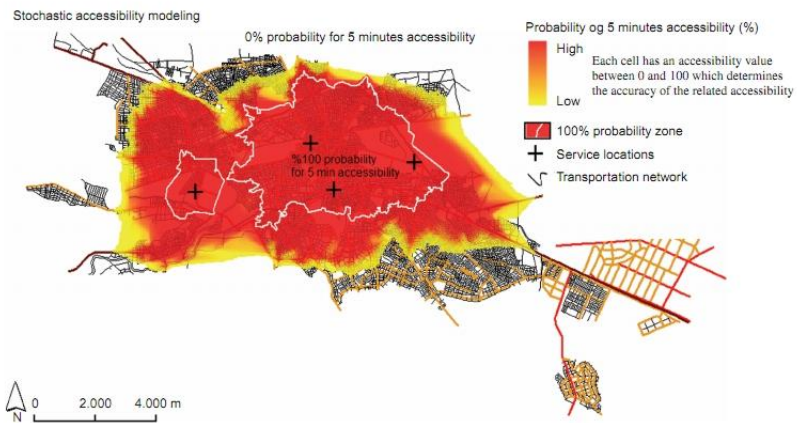 Stochastic accessibility modeling
0% probability for 5 minutes accessibility
%100 probability
for 5 min accessibility
Probability og 5 minutes accessibility (%)
High
Low
Each cell has an accessibility value
between 0 and 100 which determines
the accuracy of the related accessibility
100% probability zone
Service locations
Transportation network
N
0 2.000 4.000 m